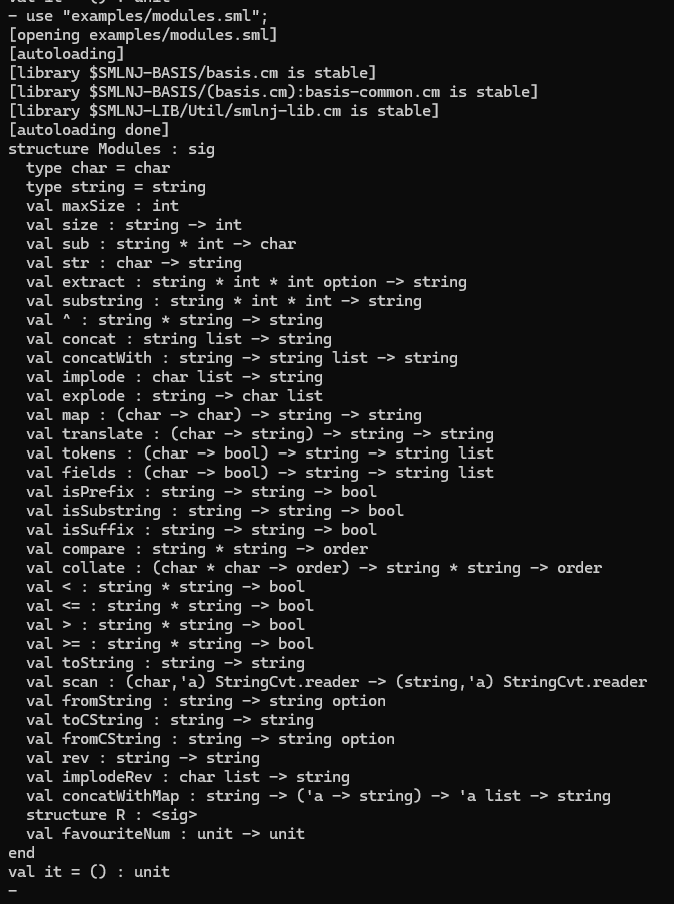 - use "examples/modules.sml";
[opening examples/modules.sml]
[autoloading]
[library $SMLNJ-BASIS/basis.cm is stable]
[library $SMLNJ-BASIS/(basis.cm):basis-common.cm is stable]
[library $SMLNJ-LIB/Util/smlnj-lib.cm is stable]
[autoloading done]
structure Modules : sig
  type char = char
  type string = string
  val maxSize : int
  val size : string -> int
  val sub : string * int -> char
  val str : char -> string
  val extract : string * int * int option -> string
  val substring : string * int * int -> string
  val ^ : string * string -> string
  val concat : string list -> string
  val concatWith : string -> string list -> string
  val implode : char list -> string
  val explode : string -> char list
  val map : (char -> char) -> string -> string
  val translate : (char -> string) -> string -> string
  val tokens : (char -> bool) -> string -> string list
  val fields : (char -> bool) -> string -> string list
  val isPrefix : string -> string -> bool
  val isSubstring : string -> string -> bool
  val isSuffix : string -> string -> bool
  val compare : string * string -> order
  val collate : (char * char -> order) -> string * string -> order
  val < : string * string -> bool
  val <= : string * string -> bool
  val > : string * string -> bool
  val >= : string * string -> bool
  val toString : string -> string
  val scan : (char,'a) StringCvt.reader -> (string,'a) StringCvt.reader
  val fromString : string -> string option
  val toCString : string -> string
  val fromCString : string -> string option
  val rev : string -> string
  val implodeRev : char list -> string
  val concatWithMap : string -> ('a -> string) -> 'a list -> string
  structure R : <sig>
  val favouriteNum : unit -> unit
end
val it = () : unit
-